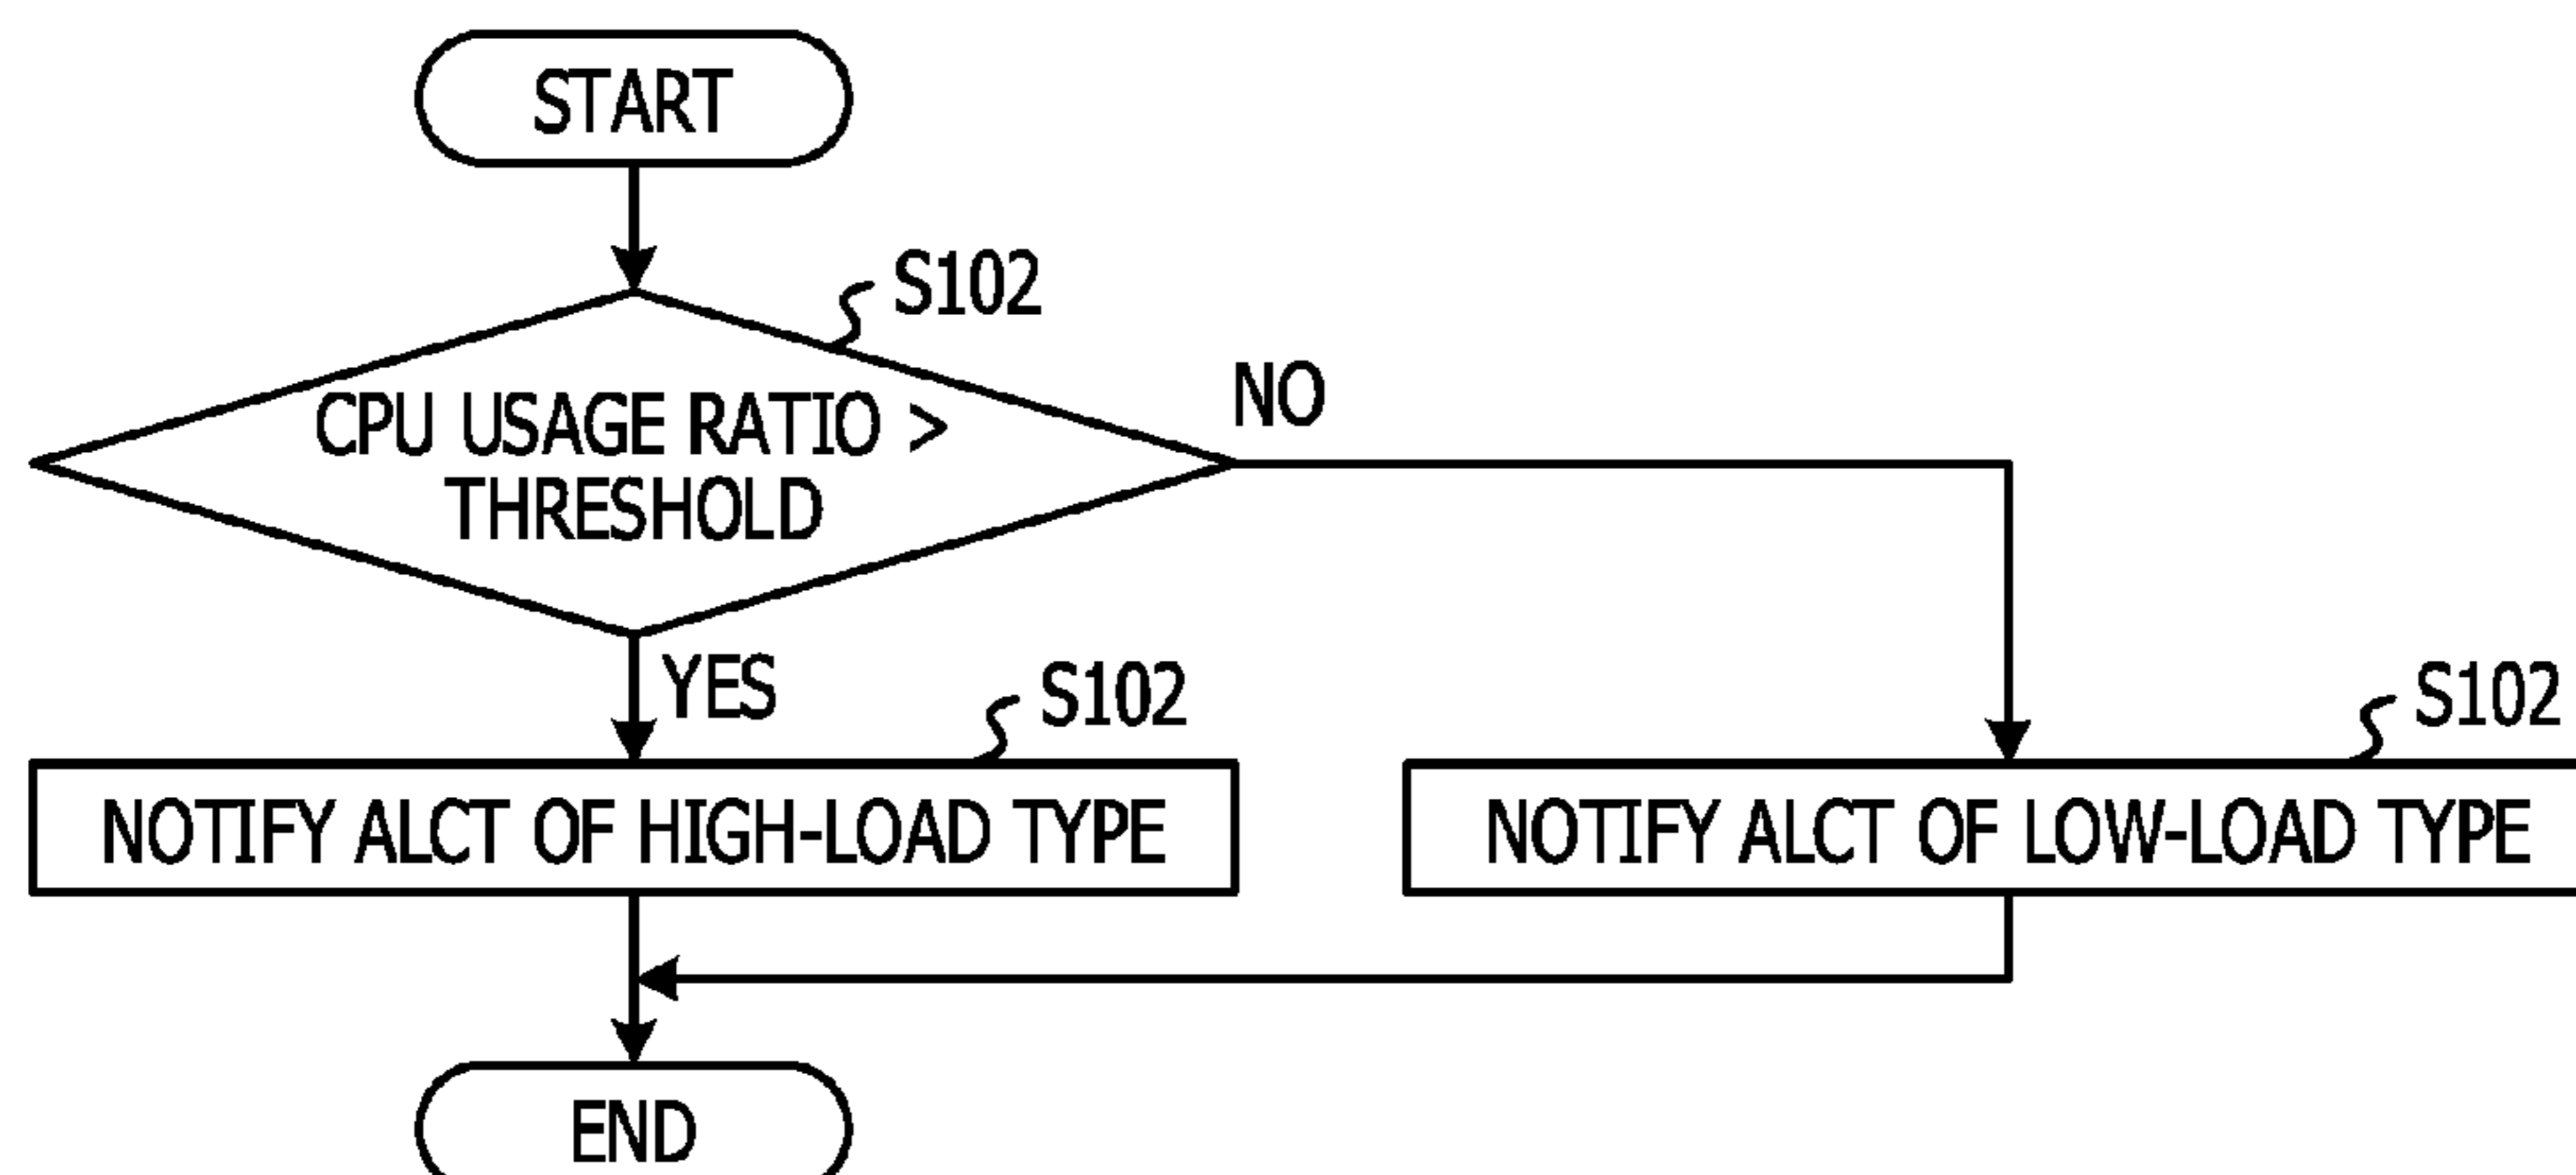 START
S102
CPU USAGE RATIO >
THRESHOLD
NO
YES
S102
S102
NOTIFY ALCT OF HIGH-LOAD TYPE
NOTIFY ALCT OF LOW-LOAD TYPE
END